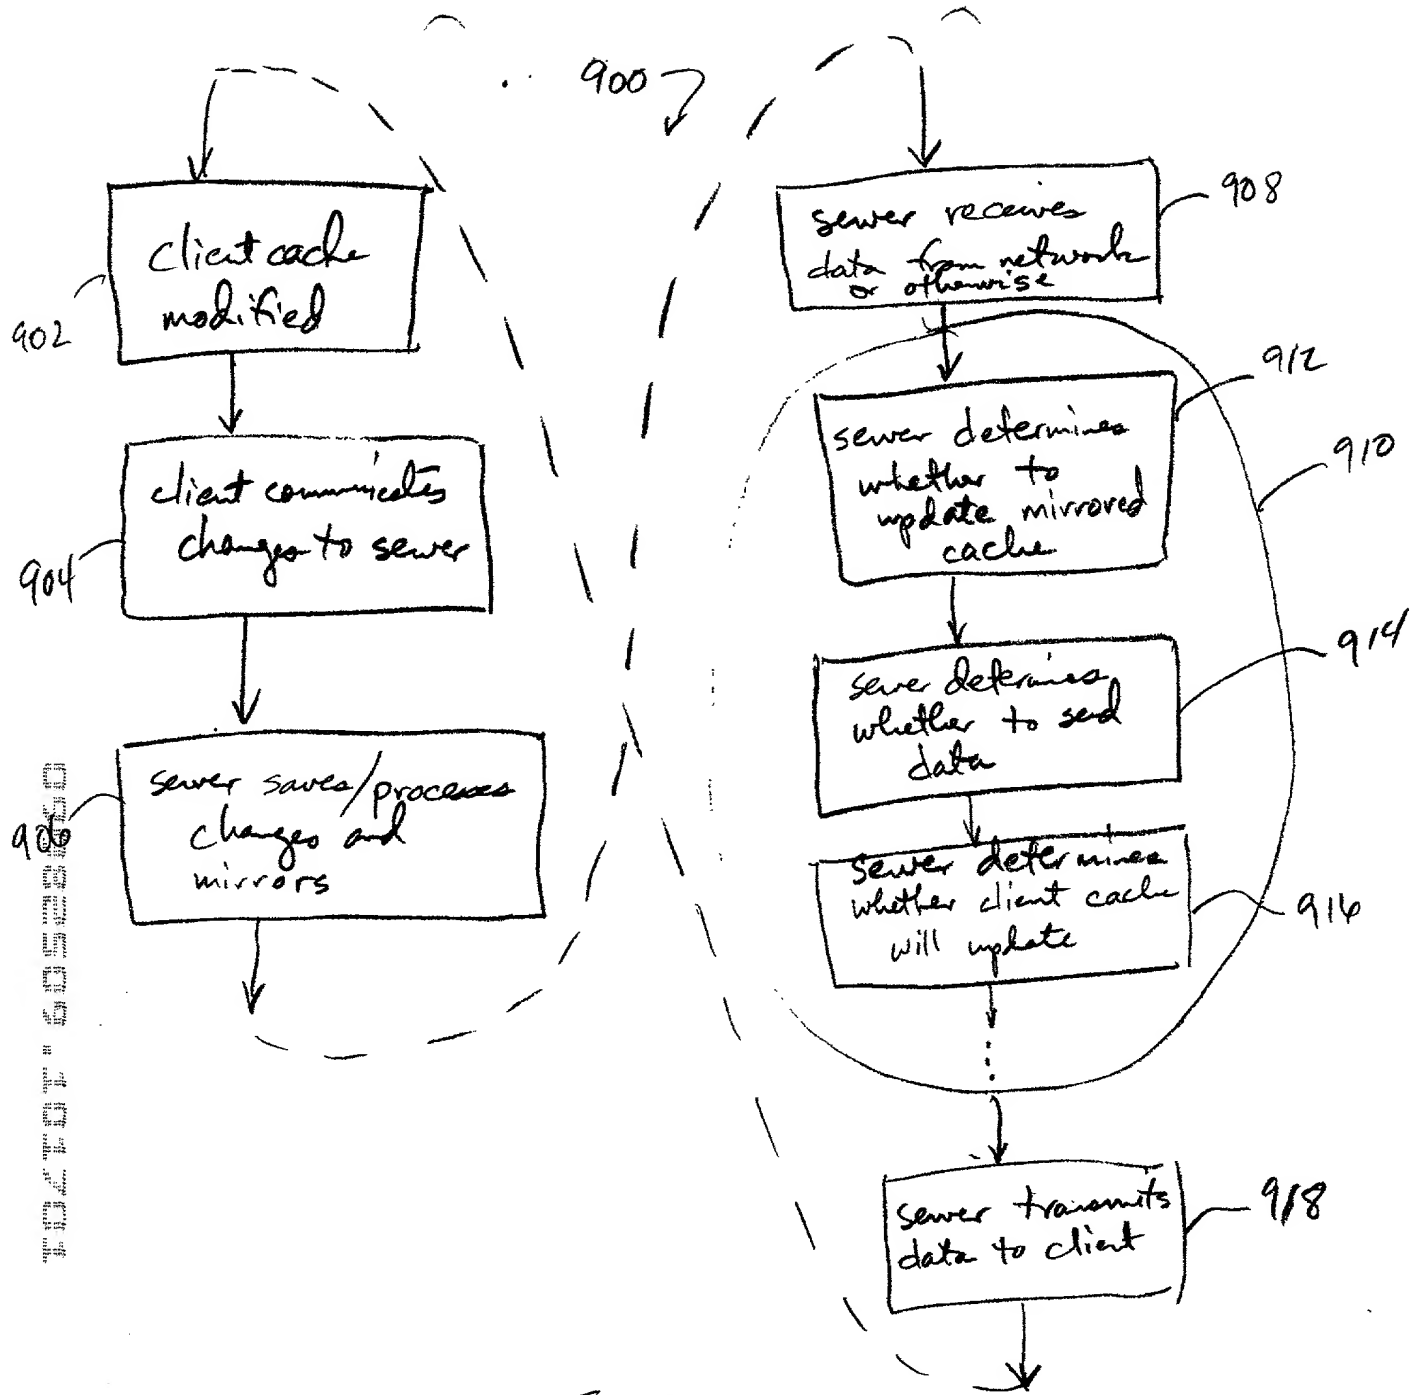 900
client cache
modified
902
client communicates
changes to server
904
server saves/processes
changes and
mirrors
906
server receives
data from network
or otherwise
908
server determines
whether to
update mirrored
cache
912
910
server determines
whether to send
data
914
server determines
whether client cache
will update
916
server transmits
data to client
918